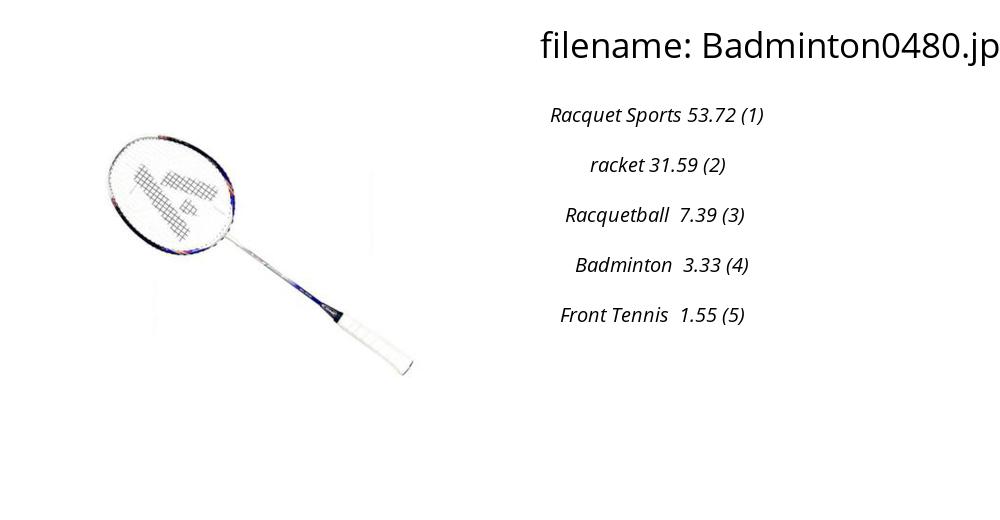 filename: Badminton0480.jp
Racquet Sports 53.72 (1)
racket 31.59 (2)
Racquetball 7.39 (3)
Badminton 3.33 (4)
Front Tennis 1.55 (5)